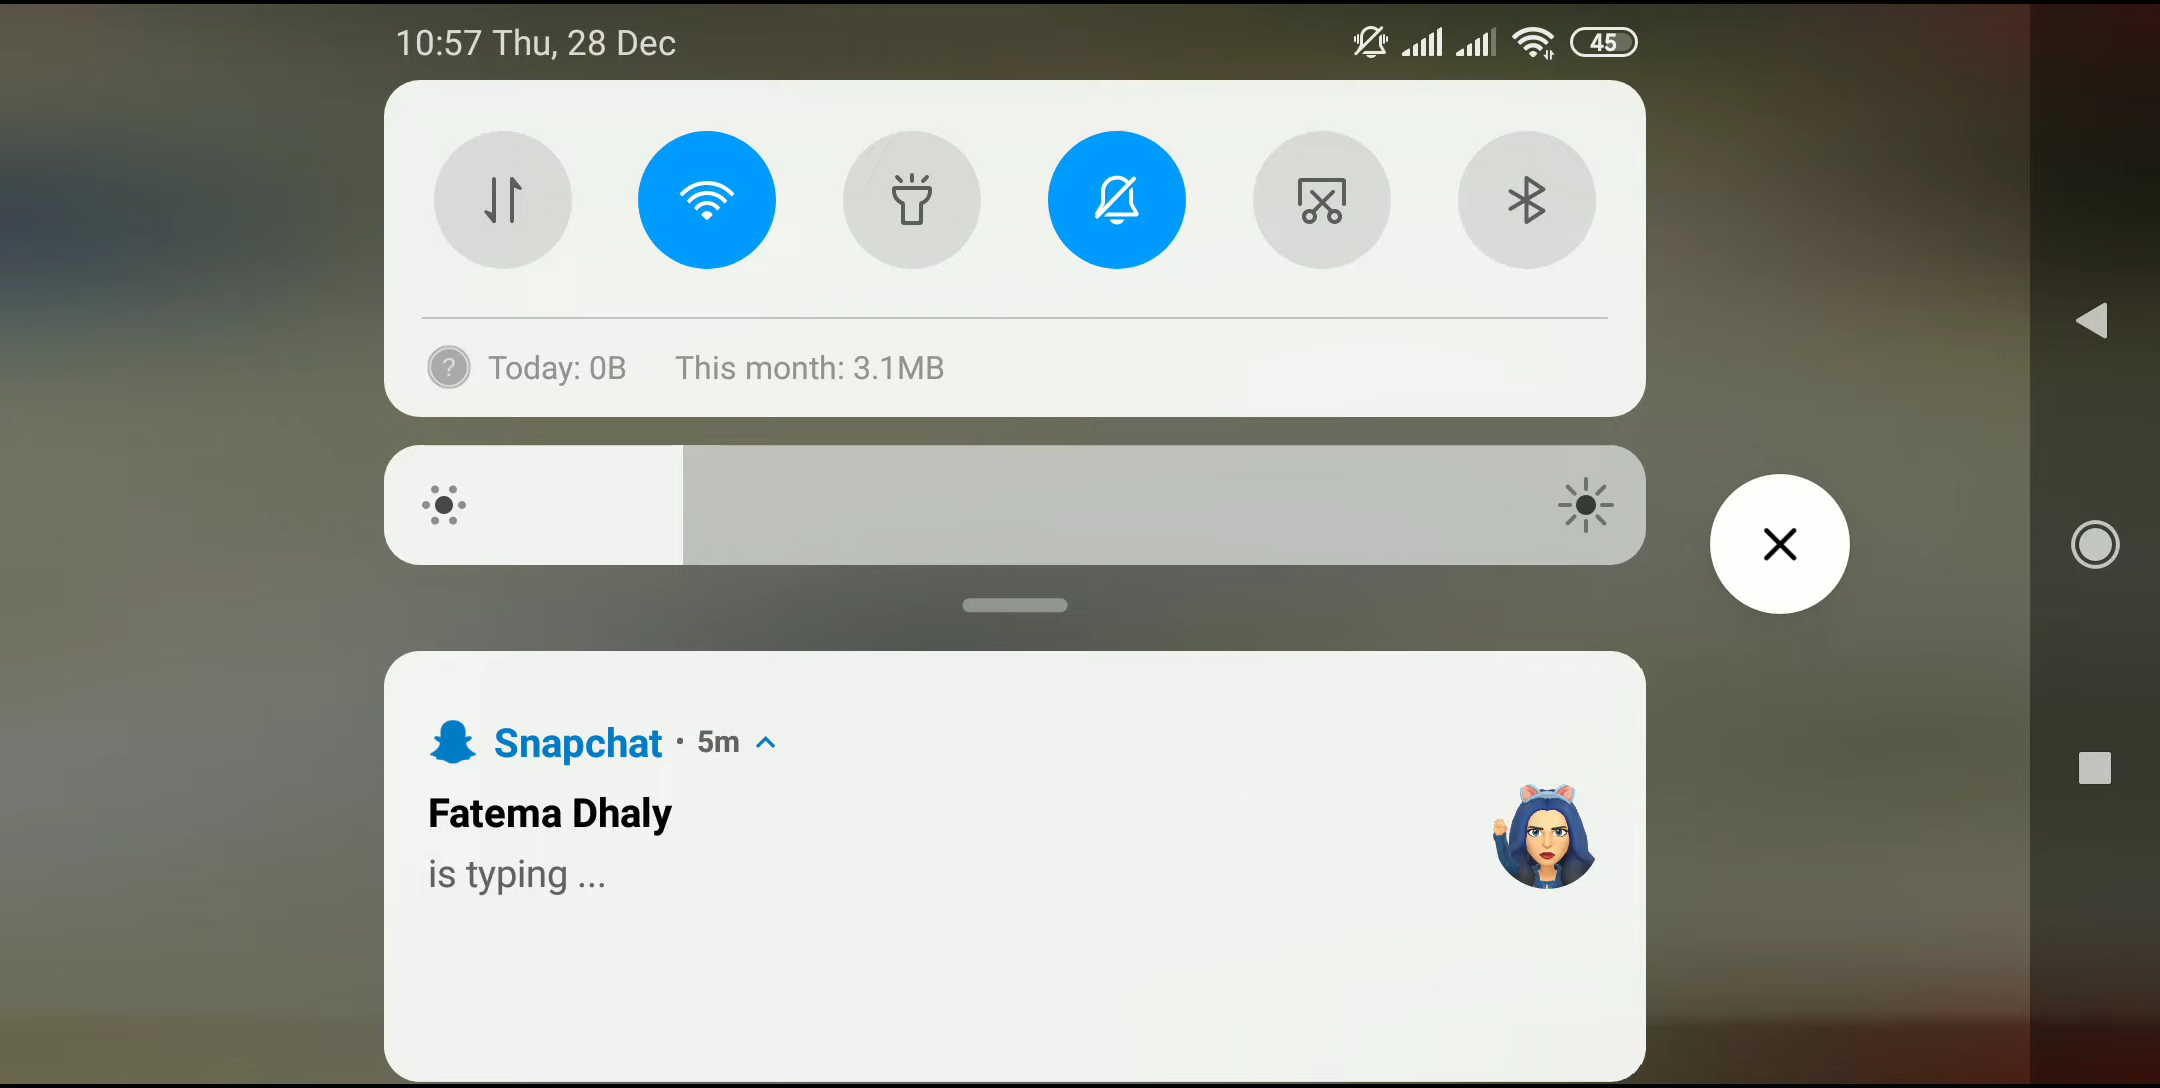 10:57 Thu, 28 Dec
45
? Today: 0B This month: 3.1MB
Snapchat · 5m
Fatema Dhaly
is typing ...